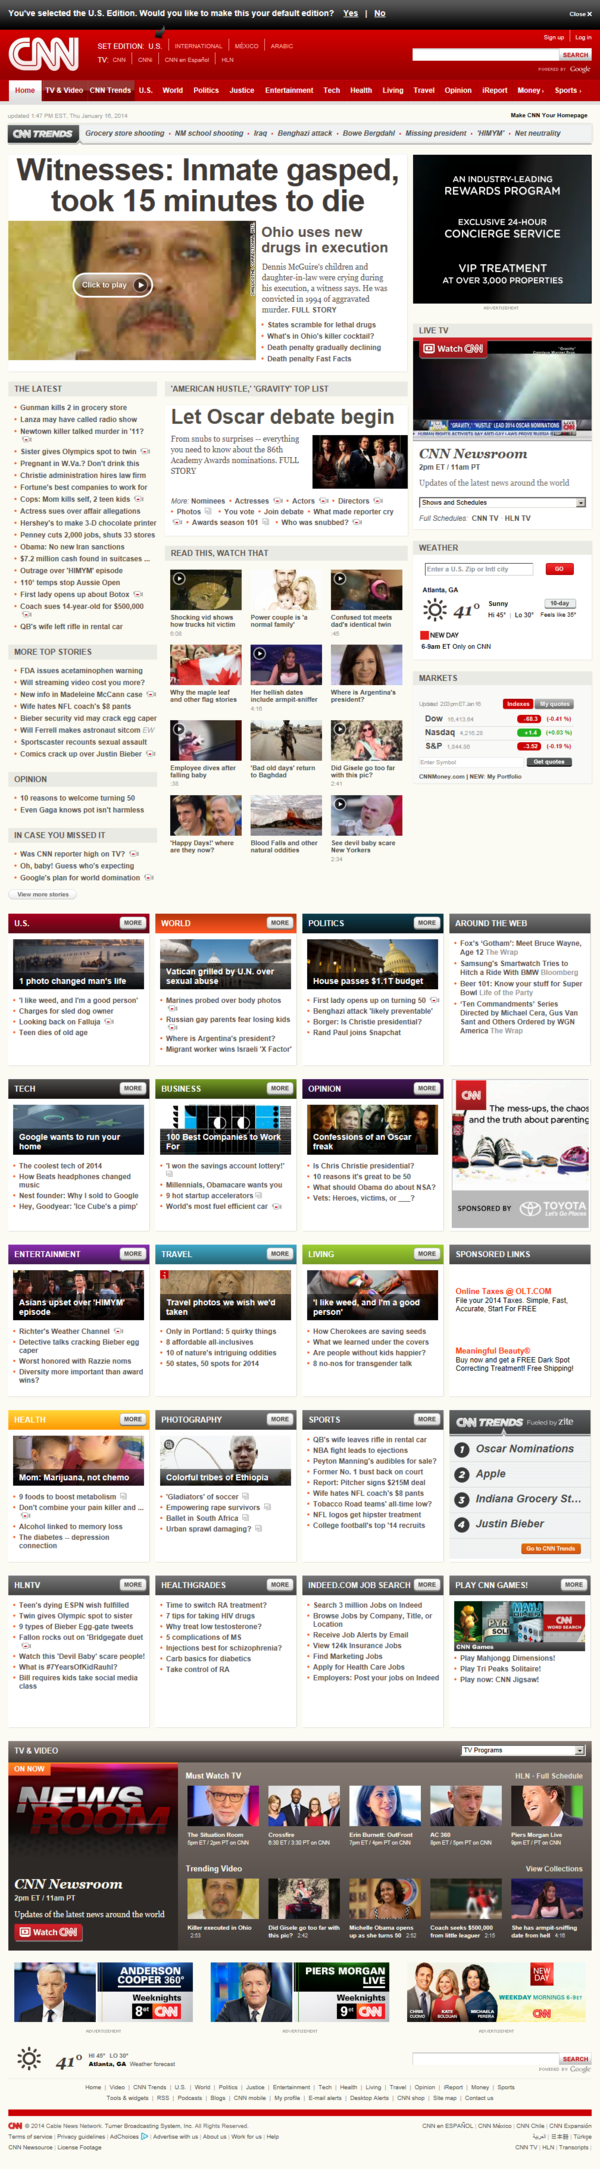 You've selected the U.S. Edition. Would you like to make this your default edition? Yes | No
Close X
CNN
SET EDITION: U.S. | INTERNATIONAL | MÉXICO | ARABIC
TV: CNN | CNNi | CNN en Español | HLN
Sign up | Log in
SEARCH
POWERED BY Google
Home TV & Video CNN Trends U.S. World Politics Justice Entertainment Tech Health Living Travel Opinion iReport Money Sports
updated 1:47 PM EST, Thu January 16, 2014
Make CNN Your Homepage
CNN TRENDS Grocery store shooting • NM school shooting • Iraq • Benghazi attack • Bowe Bergdahl • Missing president • 'HIMYM' • Net neutrality
Witnesses: Inmate gasped,
took 15 minutes to die
Click to play
Ohio uses new
drugs in execution
Dennis McGuire's children and
daughter-in-law were crying during
his execution, a witness says. He was
convicted in 1994 of aggravated
murder. FULL STORY
States scramble for lethal drugs
What's in Ohio's killer cocktail?
Death penalty gradually declining
Death penalty Fast Facts
AN INDUSTRY-LEADING
REWARDS PROGRAM
EXCLUSIVE 24-HOUR
CONCIERGE SERVICE
VIP TREATMENT
AT OVER 3,000 PROPERTIES
ADVERTISEMENT
THE LATEST
Gunman kills 2 in grocery store
Lanza may have called radio show
Newtown killer talked murder in '11?
Sister gives Olympics spot to twin
Pregnant in W.Va.? Don't drink this
Christie administration hires law firm
Fortune's best companies to work for
Cops: Mom kills self, 2 teen kids
Actress sues over affair allegations
Hershey's to make 3-D chocolate printer
Penney cuts 2,000 jobs, shuts 33 stores
Obama: No new Iran sanctions
$7.2 million cash found in suitcases ...
Outrage over 'HIMYM' episode
110° temps stop Aussie Open
First lady opens up about Botox
Coach sues 14-year-old for $500,000
QB's wife left rifle in rental car
MORE TOP STORIES
FDA issues acetaminophen warning
Will streaming video cost you more?
New info in Madeleine McCann case
Wife hates NFL coach's $8 pants
Bieber security vid may crack egg caper
Will Ferrell makes astronaut sitcom EW
Sportscaster recounts sexual assault
Comics crack up over Justin Bieber
OPINION
10 reasons to welcome turning 50
Even Gaga knows pot isn't harmless
IN CASE YOU MISSED IT
Was CNN reporter high on TV?
Oh, baby! Guess who's expecting
Google's plan for world domination
View more stories
'AMERICAN HUSTLE,' 'GRAVITY' TOP LIST
Let Oscar debate begin
From snubs to surprises -- everything
you need to know about the 86th
Academy Awards nominations. FULL
STORY
More: Nominees • Actresses • Actors • Directors
• Photos • You vote • Join debate • What made reporter cry
• Awards season 101 • Who was snubbed?
READ THIS, WATCH THAT
Shocking vid shows
how trucks hit victim
Power couple is 'a
normal family'
Confused tot meets
dad's identical twin
:45
Why the maple leaf
and other flag stories
Her hellish dates
include armpit-sniffer
4:16
Where is Argentina's
president?
Employee dives after
falling baby
:38
'Bad old days' return
to Baghdad
Did Gisele go too far
with this pic?
2:41
'Happy Days!' where
are they now?
Blood Falls and other
natural oddities
See devil baby scare
New Yorkers
2:34
LIVE TV
Watch CNN
'GRAVITY,' 'HUSTLE' LEAD 2014 OSCAR NOMINATIONS
CNN Newsroom
2pm ET / 11am PT
Updates of the latest news around the world
Shows and Schedules
Full Schedules: CNN TV · HLN TV
WEATHER
Enter a U.S. Zip or Intl city
GO
Atlanta, GA
41°
Sunny
Hi 45° | Lo 30°
10-day
Feels like 35°
NEW DAY
6-9am ET Only on CNN
MARKETS
Updated 2:03 pm ET Jan 16
Indexes My quotes
Dow 16,413.64 -68.3 (-0.41 %)
Nasdaq 4,216.28 +1.4 (+0.03 %)
S&P 1,844.86 -3.52 (-0.19 %)
Enter Symbol Get quotes
CNNMoney.com | NEW: My Portfolio
U.S. MORE
1 photo changed man's life
'I like weed, and I'm a good person'
Charges for sled dog owner
Looking back on Falluja
Teen dies of old age
WORLD MORE
Vatican grilled by U.N. over
sexual abuse
Marines probed over body photos
Russian gay parents fear losing kids
Where is Argentina's president?
Migrant worker wins Israeli 'X Factor'
POLITICS MORE
House passes $1.1T budget
First lady opens up on turning 50
Benghazi attack 'likely preventable'
Borger: Is Christie presidential?
Rand Paul joins Snapchat
AROUND THE WEB
Fox's 'Gotham': Meet Bruce Wayne,
Age 12 The Wrap
Samsung's Smartwatch Tries to
Hitch a Ride With BMW Bloomberg
Beer 101: Know your stuff for Super
Bowl Life of the Party
'Ten Commandments' Series
Directed by Michael Cera, Gus Van
Sant and Others Ordered by WGN
America The Wrap
TECH MORE
Google wants to run your
home
The coolest tech of 2014
How Beats headphones changed
music
Nest founder: Why I sold to Google
Hey, Goodyear: 'Ice Cube's a pimp'
BUSINESS MORE
100 Best Companies to Work
For
'I won the savings account lottery!'
Millennials, Obamacare wants you
9 hot startup accelerators
World's most fuel efficient car
OPINION MORE
Confessions of an Oscar
freak
Is Chris Christie presidential?
10 reasons it's great to be 50
What should Obama do about NSA?
Vets: Heroes, victims, or ___?
CNN
The mess-ups, the chaos
and the truth about parenting
SPONSORED BY TOYOTA
Let's Go Places
ENTERTAINMENT MORE
Asians upset over 'HIMYM'
episode
Richter's Weather Channel
Detective talks cracking Bieber egg
caper
Worst honored with Razzie noms
Diversity more important than award
wins?
TRAVEL MORE
Travel photos we wish we'd
taken
Only in Portland: 5 quirky things
8 affordable all-inclusives
10 of nature's intriguing oddities
50 states, 50 spots for 2014
LIVING MORE
'I like weed, and I'm a good
person'
How Cherokees are saving seeds
What we learned under the covers
Are people without kids happier?
8 no-nos for transgender talk
SPONSORED LINKS
Online Taxes @ OLT.COM
File your 2014 Taxes. Simple, Fast,
Accurate, Start For FREE
Meaningful Beauty®
Buy now and get a FREE Dark Spot
Correcting Treatment! Free Shipping!
HEALTH MORE
Mom: Marijuana, not chemo
9 foods to boost metabolism
Don't combine your pain killer and ...
Alcohol linked to memory loss
The diabetes -- depression
connection
PHOTOGRAPHY MORE
Colorful tribes of Ethiopia
'Gladiators' of soccer
Empowering rape survivors
Ballet in South Africa
Urban sprawl damaging?
SPORTS MORE
QB's wife leaves rifle in rental car
NBA fight leads to ejections
Peyton Manning's audibles for sale?
Former No. 1 bust back on court
Report: Pitcher signs $215M deal
Wife hates NFL coach's $8 pants
Tobacco Road teams' all-time low?
NFL logos get hipster treatment
College football's top '14 recruits
CNN TRENDS Fueled by zite
1 Oscar Nominations
2 Apple
3 Indiana Grocery St...
4 Justin Bieber
Go to CNN Trends
HLNTV MORE
Teen's dying ESPN wish fulfilled
Twin gives Olympic spot to sister
9 types of Bieber Egg-gate tweets
Fallon rocks out on 'Bridgegate duet
Watch this 'Devil Baby' scare people!
What is #7YearsOfKidRauhl?
Bill requires kids take social media
class
HEALTHGRADES MORE
Time to switch RA treatment?
7 tips for taking HIV drugs
Why treat low testosterone?
5 complications of MS
Injections best for schizophrenia?
Carb basics for diabetics
Take control of RA
INDEED.COM JOB SEARCH MORE
Search 3 million Jobs on Indeed
Browse Jobs by Company, Title, or
Location
Receive Job Alerts by Email
View 124k Insurance Jobs
Find Marketing Jobs
Apply for Health Care Jobs
Employers: Post your jobs on Indeed
PLAY CNN GAMES! MORE
CNN Games
Play Mahjongg Dimensions!
Play Tri Peaks Solitaire!
Play now: CNN Jigsaw!
TV & VIDEO
TV Programs
ON NOW
NEWS
ROOM
CNN Newsroom
2pm ET / 11am PT
Updates of the latest news around the world
Watch CNN
Must Watch TV
HLN - Full Schedule
The Situation Room
5pm ET / 2pm PT on CNN
Crossfire
6:30 ET / 3:30 PT on CNN
Erin Burnett: OutFront
7pm ET / 4pm PT on CNN
AC 360
8pm ET / 5pm PT on CNN
Piers Morgan Live
9pm ET / PT on CNN
Trending Video
View Collections
Killer executed in Ohio
2:53
Did Gisele go too far with
this pic? 2:42
Michelle Obama opens
up as she turns 50 2:52
Coach seeks $500,000
from little leaguer 2:15
She has armpit-sniffing
date from hell 4:16
ANDERSON
COOPER 360°
Weeknights
8ET CNN
PIERS MORGAN
LIVE
Weeknights
9ET CNN
NEW
DAY
WEEKDAY MORNINGS 6-9ET
CHRIS
CUOMO
KATE
BOLDUAN
MICHAELA
PEREIRA
CNN
ADVERTISEMENT
ADVERTISEMENT
ADVERTISEMENT
41°
HI 45° LO 30°
Atlanta, GA Weather forecast
SEARCH
POWERED BY Google
Home | Video | CNN Trends | U.S. | World | Politics | Justice | Entertainment | Tech | Health | Living | Travel | Opinion | iReport | Money | Sports
Tools & widgets | RSS | Podcasts | Blogs | CNN mobile | My profile | E-mail alerts | Desktop Alerts | CNN shop | Site map | Contact us
CNN © 2014 Cable News Network. Turner Broadcasting System, Inc. All Rights Reserved.
Terms of service | Privacy guidelines | AdChoices | Advertise with us | About us | Work for us | Help
CNN Newsource | License Footage
CNN en ESPAÑOL | CNN México | CNN Chile | CNN Expansión
العربية | 日本語 | Türkçe
CNN TV | HLN | Transcripts